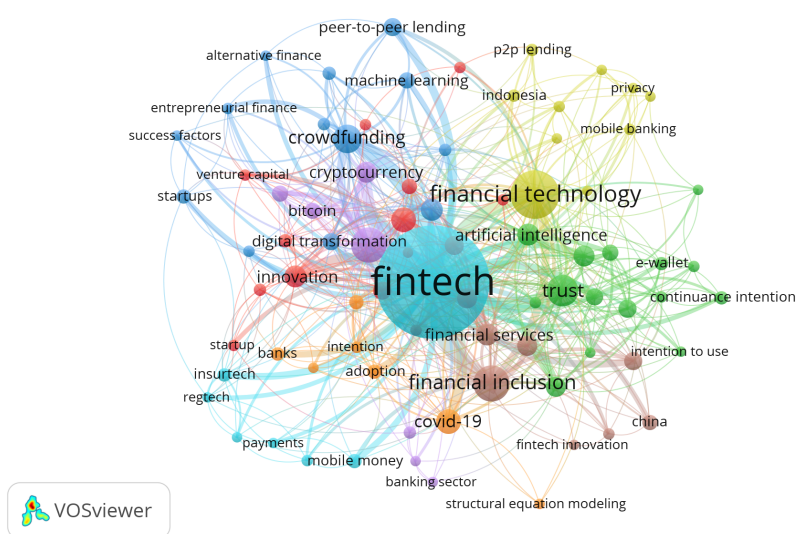 peer-to-peer lending
p2p lending
alternative finance
machine learning
privacy
indonesia
entrepreneurial finance
mobile banking
success factors
crowdfunding
venture capital
cryptocurrency
startups
financial technology
bitcoin
digital transformation
artificial intelligence
e-wallet
innovation
fintech
trust
continuance intention
financial services
startup
banks
intention
intention to use
insurtech
adoption
financial inclusion
regtech
covid-19
china
payments
fintech innovation
mobile money
banking sector
structural equation modeling
VOSviewer